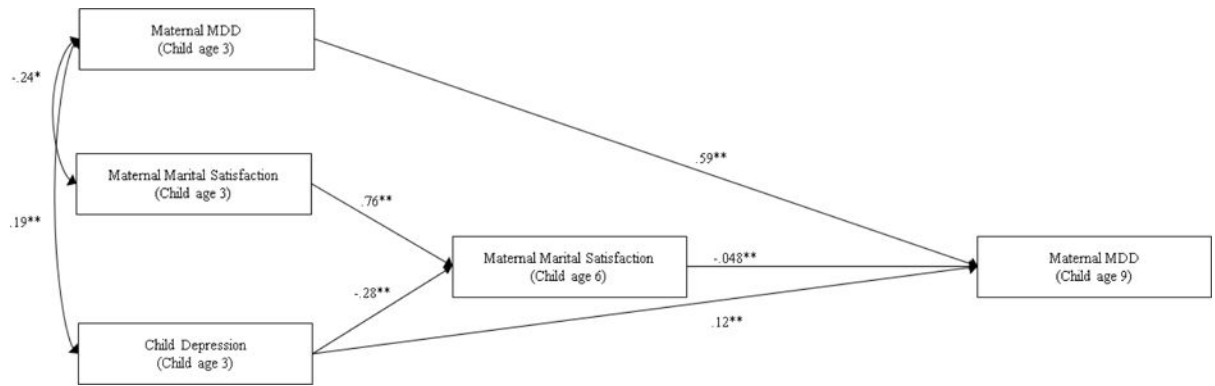 Maternal MDD
(Child age 3)
-.24*
.59**
Maternal Marital Satisfaction
(Child age 3)
.76**
.19**
Maternal Marital Satisfaction
(Child age 6)
-.048**
Maternal MDD
(Child age 9)
-.28**
.12**
Child Depression
(Child age 3)